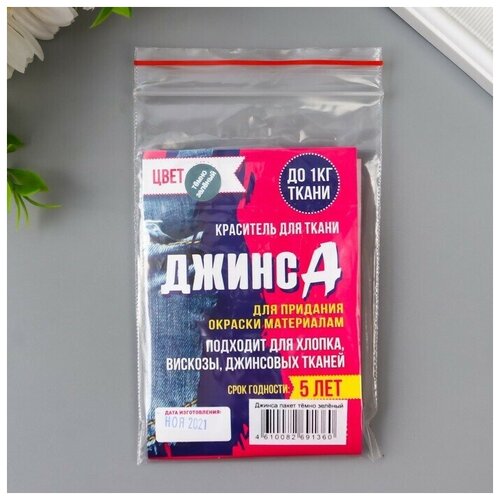 ЦВЕТ
тёмно
зелёный
ДО 1КГ
ТКАНИ
КРАСИТЕЛЬ ДЛЯ ТКАНИ
ДЖИНСА
ДЛЯ ПРИДАНИЯ
ОКРАСКИ МАТЕРИАЛАМ
ПОДХОДИТ ДЛЯ ХЛОПКА,
ВИСКОЗЫ, ДЖИНСОВЫХ ТКАНЕЙ
СРОК ГОДНОСТИ: 5 ЛЕТ
ДАТА ИЗГОТОВЛЕНИЯ:
НОЯ 2021
Джинса пакет тёмно зелёный
4 610082 691360